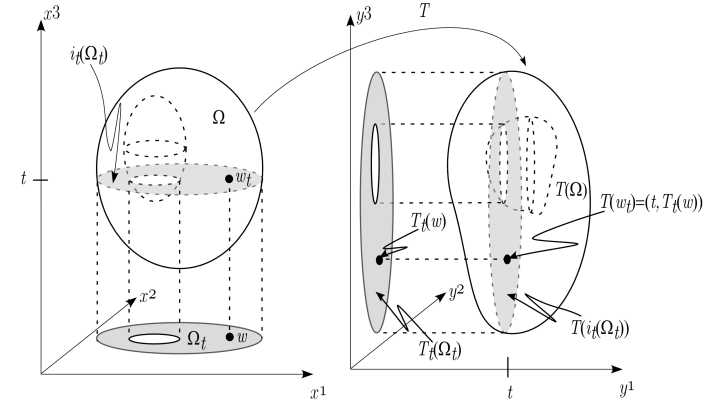 x3
y3
T
i_t(Ω_t)
Ω
t
w_t
T(Ω)
T(w_t)=(t,T_t(w))
T_t(w)
x2
y2
Ω_t
w
T_t(Ω_t)
T(i_t(Ω_t))
x1
t
y1